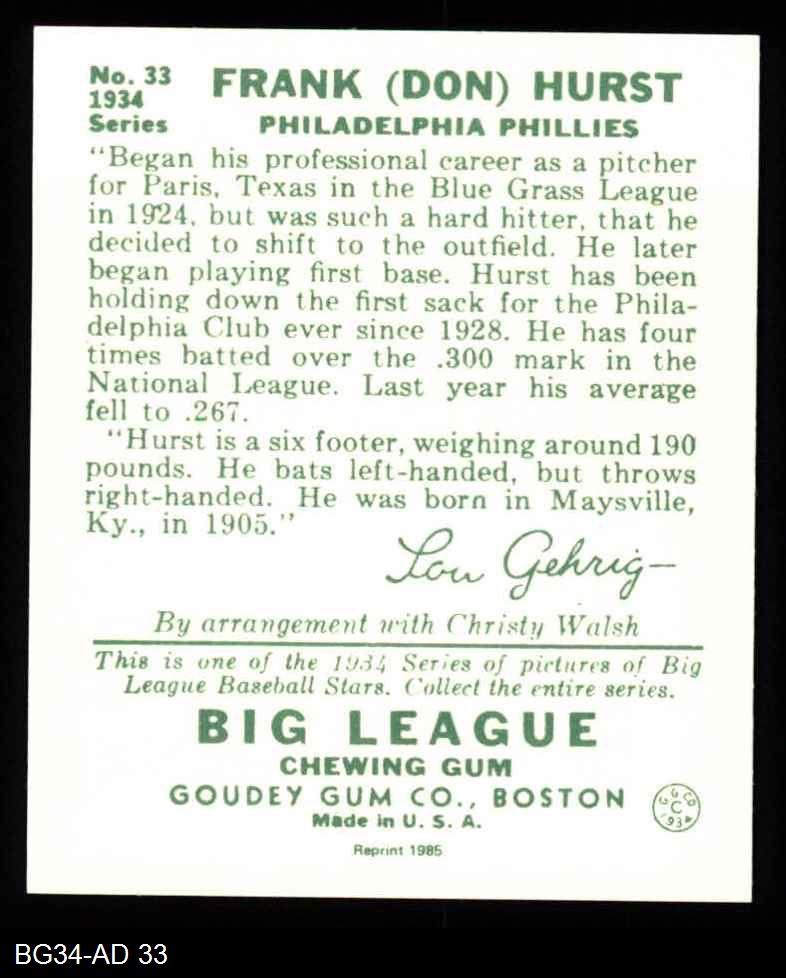 No. 33
1934
Series
FRANK (DON) HURST
PHILADELPHIA PHILLIES
"Began his professional career as a pitcher
for Paris, Texas in the Blue Grass League
in 1924, but was such a hard hitter, that he
decided to shift to the outfield. He later
began playing first base. Hurst has been
holding down the first sack for the Phila-
delphia Club ever since 1928. He has four
times batted over the .300 mark in the
National League. Last year his average
fell to .267.
"Hurst is a six footer, weighing around 190
pounds. He bats left-handed, but throws
right-handed. He was born in Maysville,
Ky., in 1905."
Lou Gehrig
By arrangement with Christy Walsh
This is one of the 1934 Series of pictures of Big
League Baseball Stars. Collect the entire series.
BIG LEAGUE
CHEWING GUM
GOUDEY GUM CO., BOSTON
Made in U. S. A.
G G CO
C
1934
Reprint 1985
BG34-AD 33